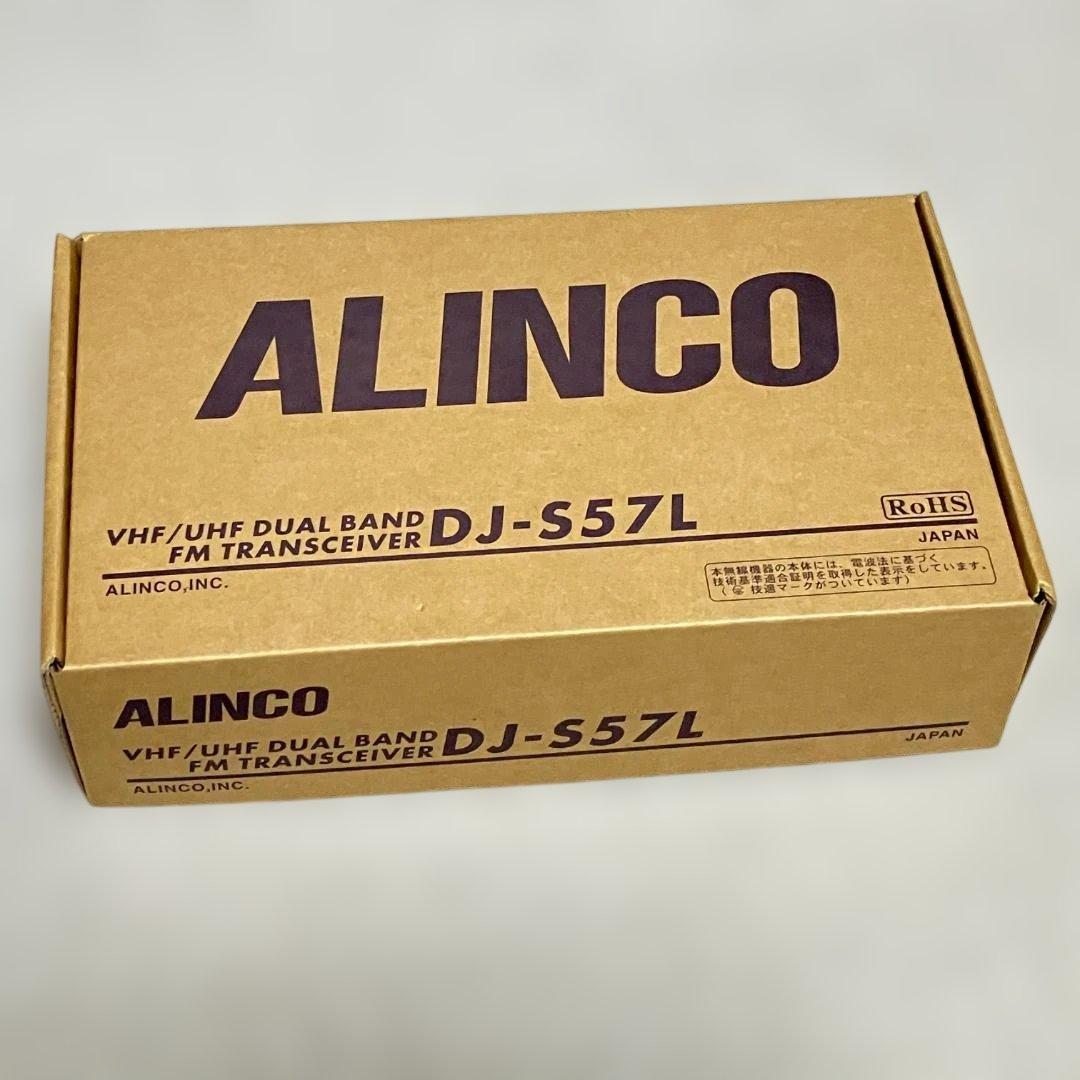 ALINCO
VHF/UHF DUAL BAND
FM TRANSCEIVER DJ-S57L
RoHS
JAPAN
ALINCO,INC.
本無線機器の本体には、電波法に基づく
技術基準適合証明を取得した表示をしています。
( 技適マークがついています)
ALINCO
VHF/UHF DUAL BAND
FM TRANSCEIVER DJ-S57L
JAPAN
ALINCO,INC.